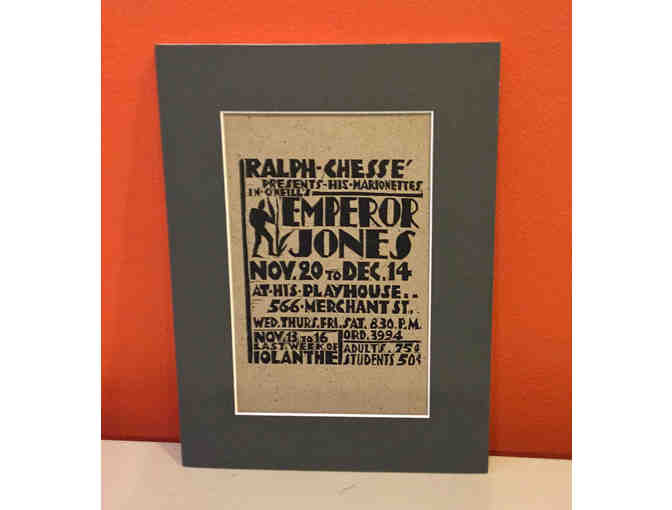 RALPH-CHESSE´
PRESENTS-HIS-MARIONETTES
IN-O'NEILL'S
EMPEROR
JONES
NOV. 20 TO DEC. 14
AT-HIS-PLAYHOUSE..
566-MERCHANT ST.
WED. THURS. FRI. SAT. 8.30. P.M.
NOV. 13 TO 16
LAST WEEK OF
IOLANTHE
ORD. 3994
ADULTS.. 75¢
STUDENTS 50¢